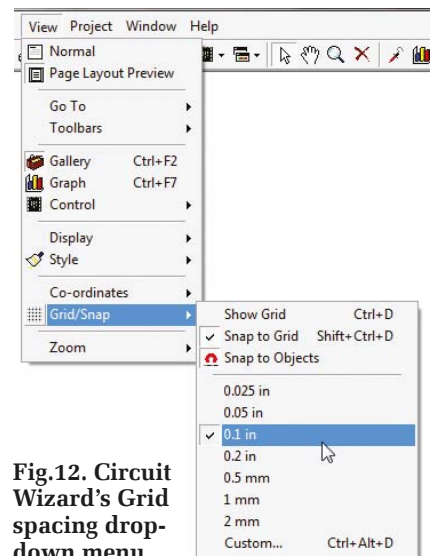 View Project Window Help
Normal
Page Layout Preview
Go To
Toolbars
Gallery Ctrl+F2
Graph Ctrl+F7
Control
Display
Style
Co-ordinates
Grid/Snap
Zoom
Show Grid Ctrl+D
Snap to Grid Shift+Ctrl+D
Snap to Objects
0.025 in
0.05 in
0.1 in
0.2 in
0.5 mm
1 mm
2 mm
Custom... Ctrl+Alt+D
Fig.12. Circuit
Wizard's Grid
spacing drop-
down menu